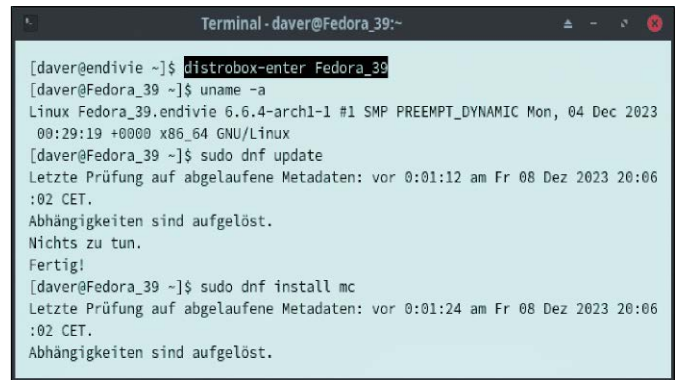 Terminal - daver@Fedora_39:~
[daver@endivie ~]$ distrobox-enter Fedora_39
[daver@Fedora_39 ~]$ uname -a
Linux Fedora_39.endivie 6.6.4-arch1-1 #1 SMP PREEMPT_DYNAMIC Mon, 04 Dec 2023
00:29:19 +0000 x86_64 GNU/Linux
[daver@Fedora_39 ~]$ sudo dnf update
Letzte Prüfung auf abgelaufene Metadaten: vor 0:01:12 am Fr 08 Dez 2023 20:06
:02 CET.
Abhängigkeiten sind aufgelöst.
Nichts zu tun.
Fertig!
[daver@Fedora_39 ~]$ sudo dnf install mc
Letzte Prüfung auf abgelaufene Metadaten: vor 0:01:24 am Fr 08 Dez 2023 20:06
:02 CET.
Abhängigkeiten sind aufgelöst.